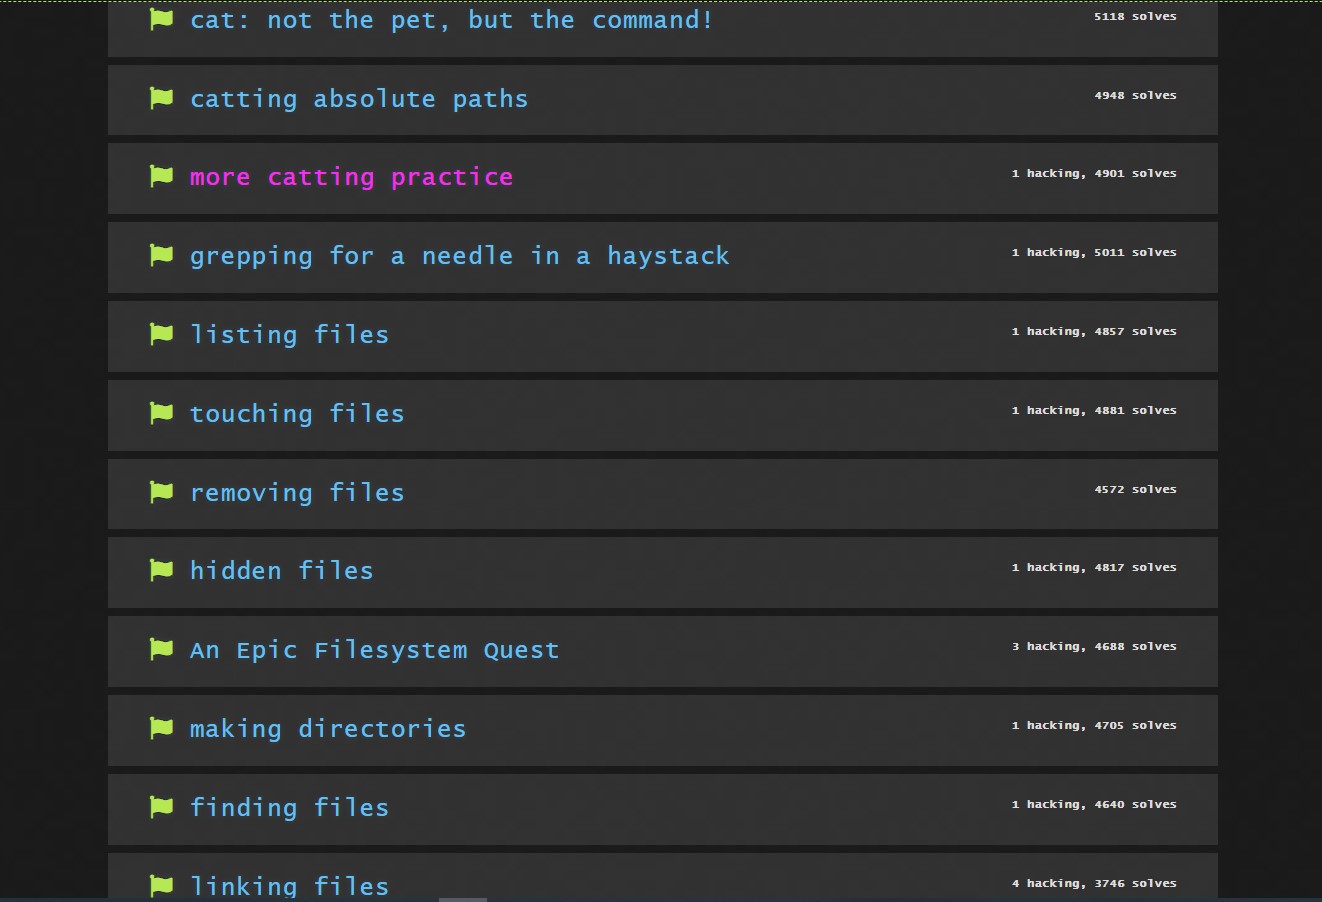 cat: not the pet, but the command!
5118 solves
catting absolute paths
4948 solves
more catting practice
1 hacking, 4901 solves
grepping for a needle in a haystack
1 hacking, 5011 solves
listing files
1 hacking, 4857 solves
touching files
1 hacking, 4881 solves
removing files
4572 solves
hidden files
1 hacking, 4817 solves
An Epic Filesystem Quest
3 hacking, 4688 solves
making directories
1 hacking, 4705 solves
finding files
1 hacking, 4640 solves
linking files
4 hacking, 3746 solves